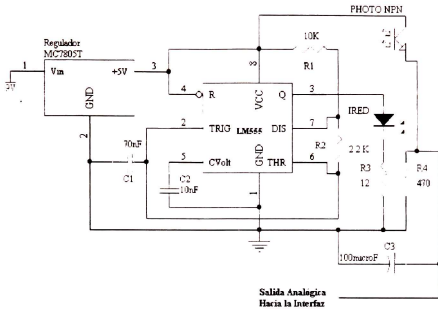 PHOTO NPN
Regulador
MC7805T
1
Vin
+5V
3
GND
2
10K
R1
8
4
R
VCC
Q
3
IRED
2
TRIG
LM555
DIS
7
70nF
C1
5
CVolt
GND
THR
6
R2
2.2 K
C2
10nF
1
R3
12
R4
470
C3
100microF
Salida Analógica
Hacia la Interfaz